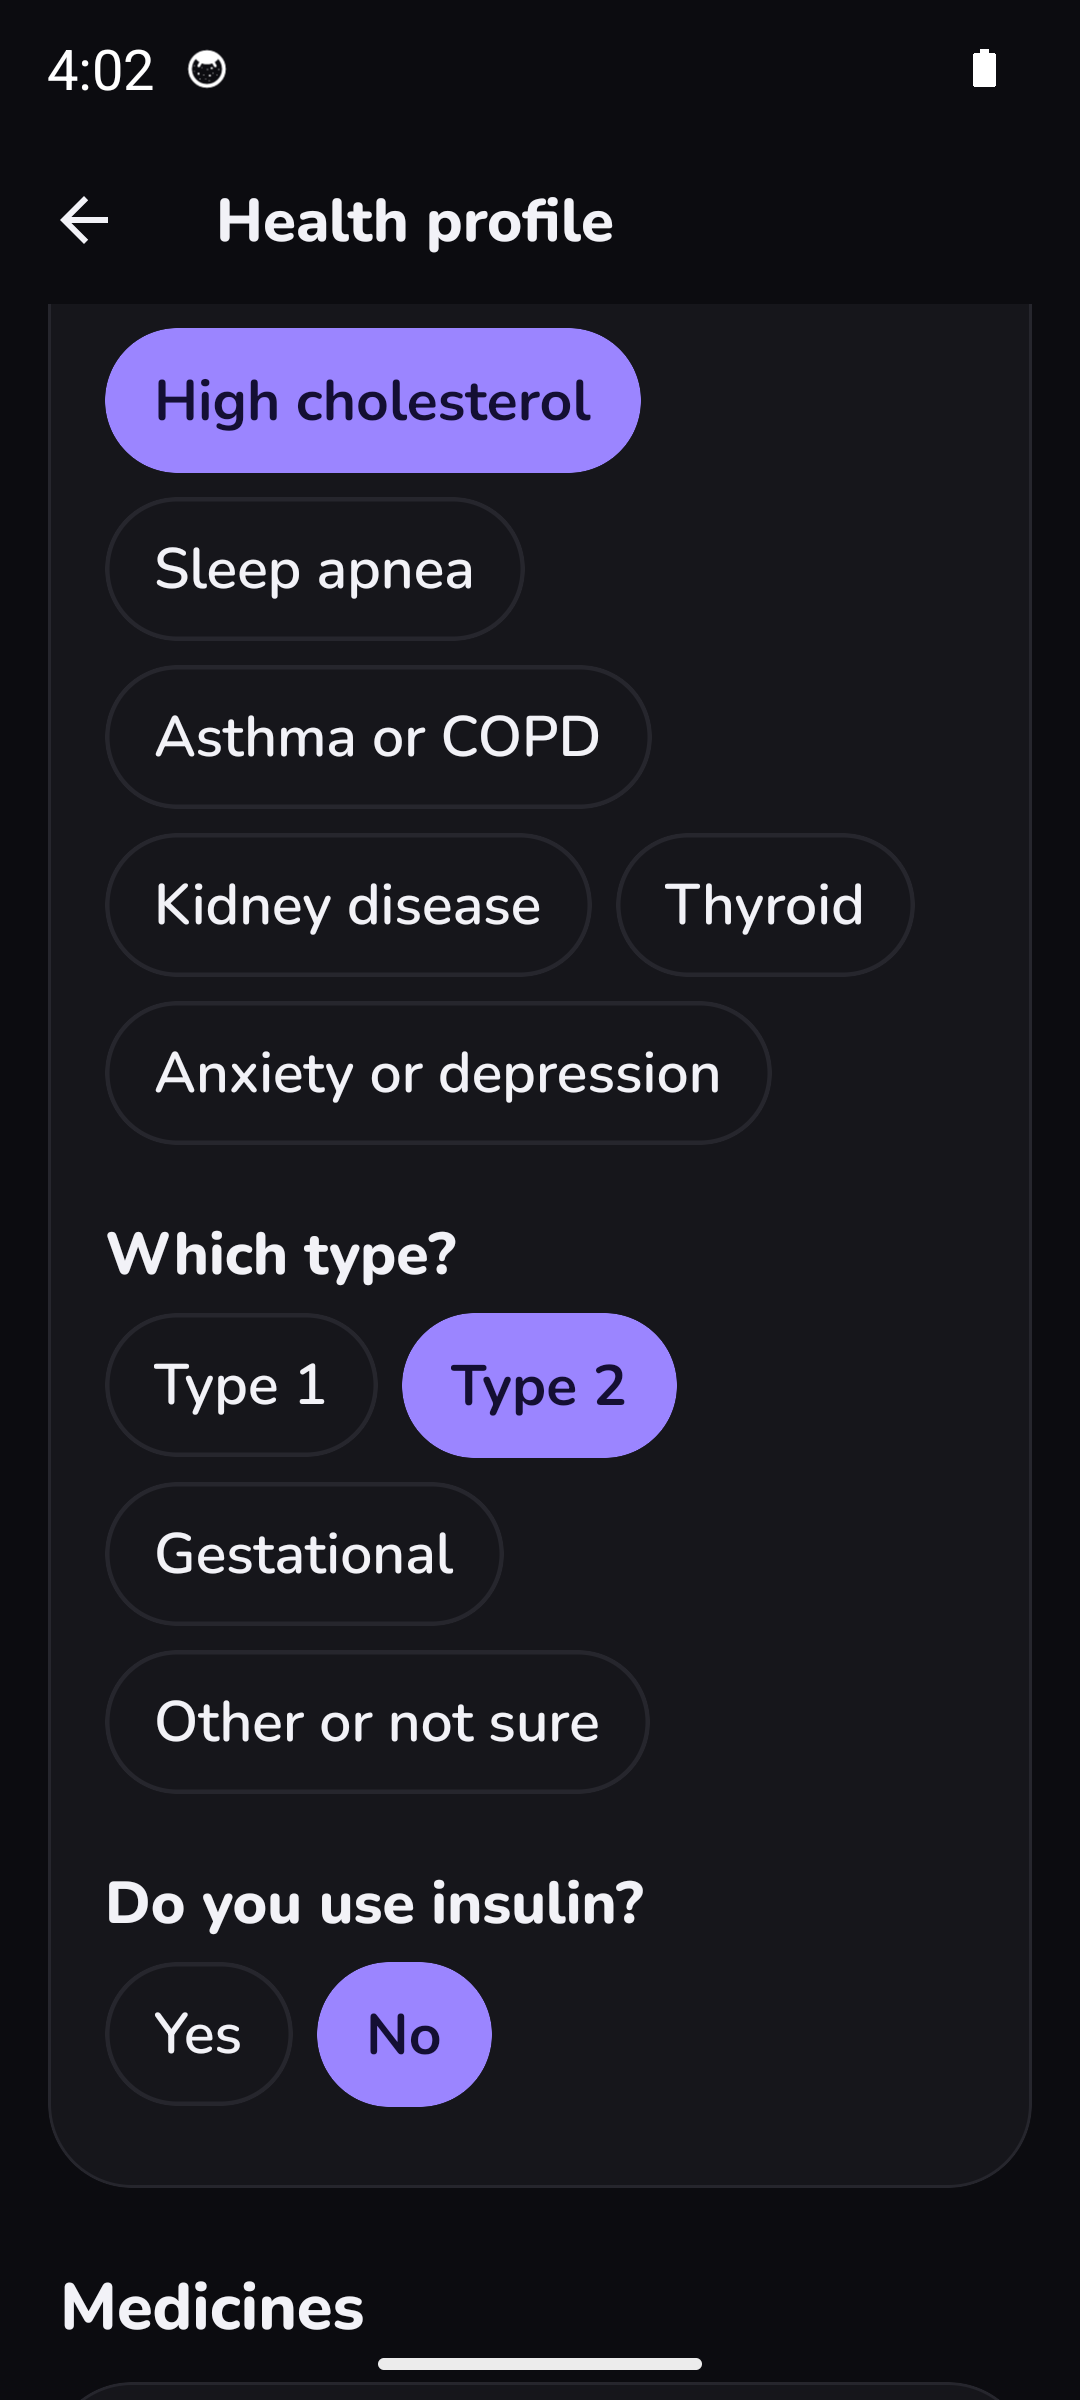 4:02
Health profile
High cholesterol
Sleep apnea
Asthma or COPD
Kidney disease Thyroid
Anxiety or depression
Which type?
Type 1 Type 2
Gestational
Other or not sure
Do you use insulin?
Yes No
Medicines